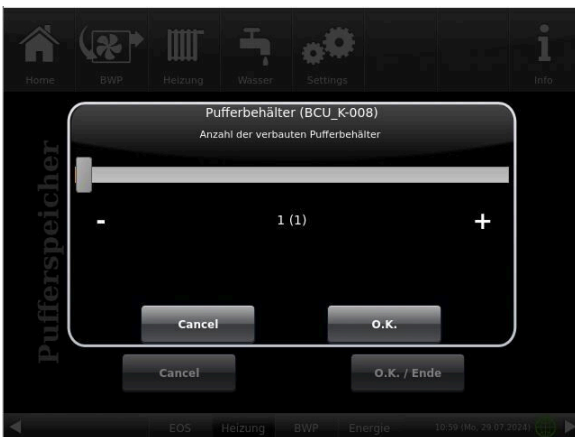 Home BWP Heizung Wasser Settings Info
Pufferspeicher
Pufferbehälter (BCU_K-008)
Anzahl der verbauten Pufferbehälter
- 1 (1) +
Cancel O.K.
Cancel O.K. / Ende
EOS Heizung BWP Energie 10:39 (Mo, 29.07.2024)